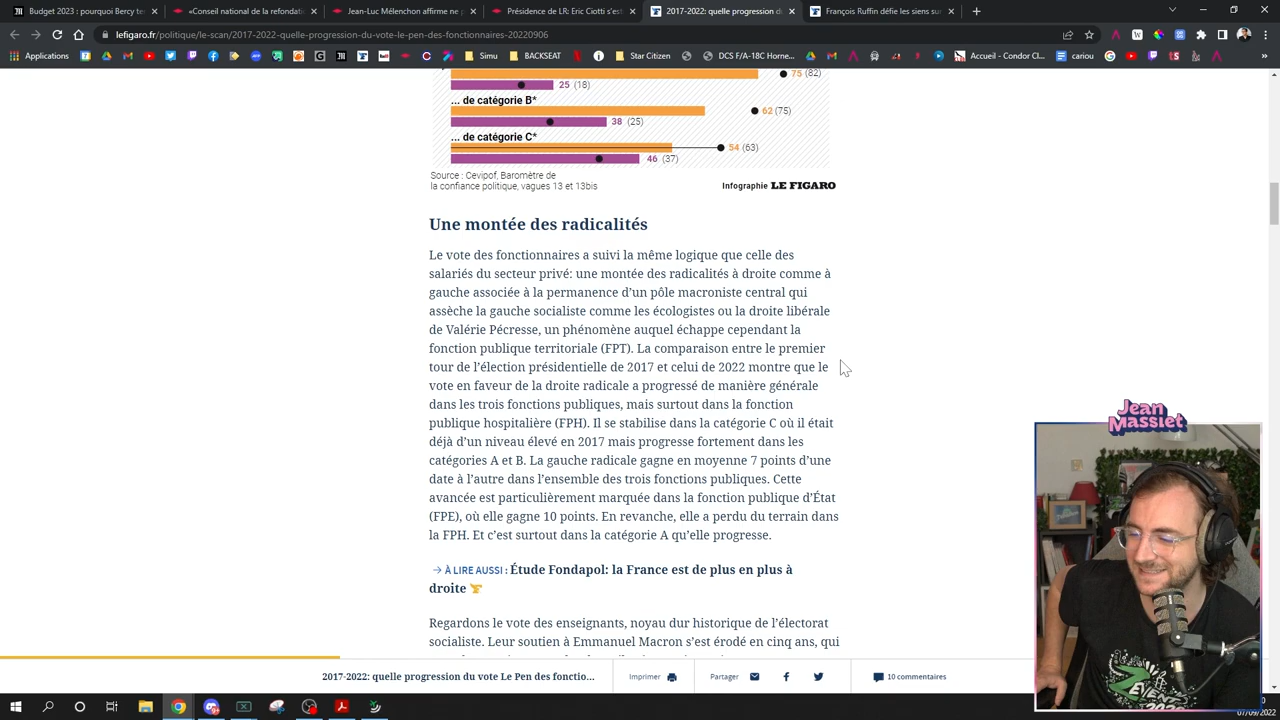 Budget 2023 : pourquoi Bercy t
«Conseil national de la refondati
Jean-Luc Mélenchon affirme ne
Présidence de LR: Eric Ciotti s'es
2017-2022: quelle progression d
François Ruffin défie les siens su
lefigaro.fr/politique/le-scan/2017-2022-quelle-progression-du-vote-le-pen-des-fonctionnaires-20220906
Applications
Simu
BACKSEAT
Star Citizen
DCS F/A-18C Horne...
Accueil - Condor Cl...
cariou
Autres favoris
75 (82)
25 (18)
... de catégorie B*
62 (75)
38 (25)
... de catégorie C*
54 (63)
46 (37)
Source : Cevipof, Baromètre de
la confiance politique, vagues 13 et 13bis
Infographie LE FIGARO
Une montée des radicalités
Le vote des fonctionnaires a suivi la même logique que celle des
salariés du secteur privé: une montée des radicalités à droite comme à
gauche associée à la permanence d'un pôle macroniste central qui
assèche la gauche socialiste comme les écologistes ou la droite libérale
de Valérie Pécresse, un phénomène auquel échappe cependant la
fonction publique territoriale (FPT). La comparaison entre le premier
tour de l'élection présidentielle de 2017 et celui de 2022 montre que le
vote en faveur de la droite radicale a progressé de manière générale
dans les trois fonctions publiques, mais surtout dans la fonction
publique hospitalière (FPH). Il se stabilise dans la catégorie C où il était
déjà d'un niveau élevé en 2017 mais progresse fortement dans les
catégories A et B. La gauche radicale gagne en moyenne 7 points d'une
date à l'autre dans l'ensemble des trois fonctions publiques. Cette
avancée est particulièrement marquée dans la fonction publique d'État
(FPE), où elle gagne 10 points. En revanche, elle a perdu du terrain dans
la FPH. Et c'est surtout dans la catégorie A qu'elle progresse.
→ À LIRE AUSSI : Étude Fondapol: la France est de plus en plus à
droite
Regardons le vote des enseignants, noyau dur historique de l'électorat
socialiste. Leur soutien à Emmanuel Macron s'est érodé en cinq ans, qui
2017-2022: quelle progression du vote Le Pen des fonctio...
Imprimer
Partager
10 commentaires
Jean
Massiet
ZEVENT
07/09/2022